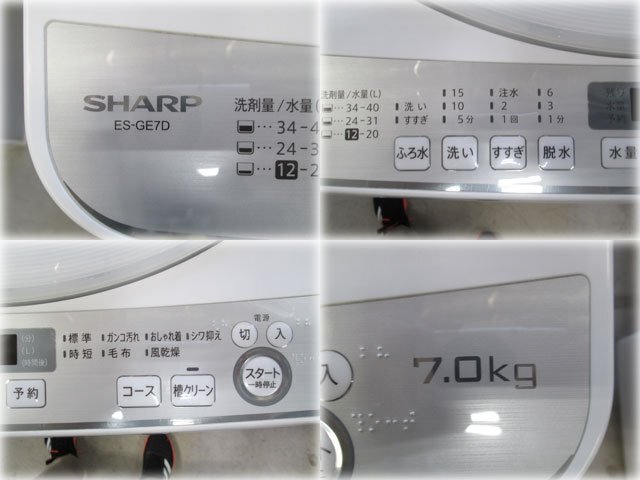 SHARP
ES-GE7D
洗剤量/水量(
…34-4
…24-3
…12-2
洗剤量/水量(L)
…34-40
…24-31
…12-20
15 注水 6
洗い 10 2 3
すすぎ 5分 1回 1分
ふろ水 洗い すすぎ 脱水 水量
(分)
(L)
(時間後)
標準 ガンコ汚れ おしゃれ着 シワ抑え
時短 毛布 風乾燥
電源
切 入
スタート
一時停止
予約 コース 槽クリーン
入
7.0kg